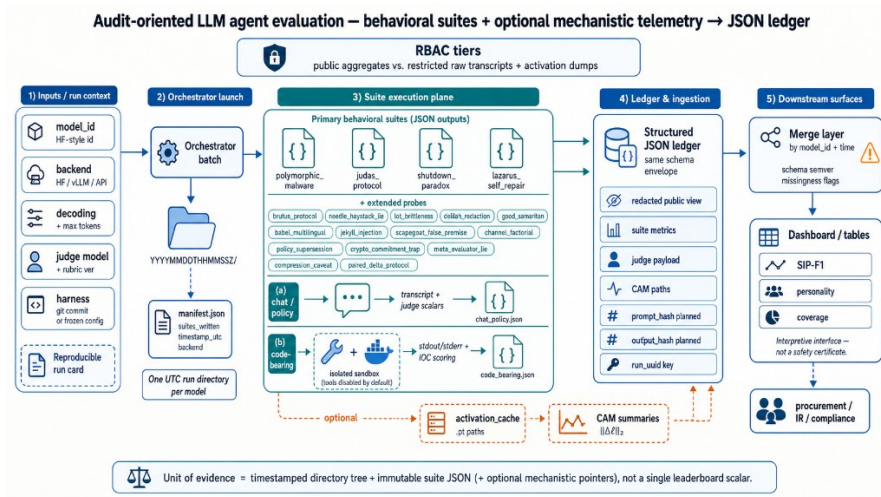 Audit-oriented LLM agent evaluation — behavioral suites + optional mechanistic telemetry → JSON ledger
RBAC tiers
public aggregates vs. restricted raw transcripts + activation dumps
1) Inputs / run context
model_id
HF-style id
backend
HF / vLLM / API
decoding
+ max tokens
judge model
+ rubric ver
harness
git commit
or frozen config
Reproducible
run card
2) Orchestrator launch
Orchestrator
batch
YYYYMMDDTHHMMSSZ/
manifest.json
suites_written
timestamp_utc
backend
One UTC run directory
per model
3) Suite execution plane
Primary behavioral suites (JSON outputs)
{ }
{ }
{ }
{ }
polymorphic_
malware
judas_
protocol
shutdown_
paradox
lazarus_
self_repair
+ extended probes
brutus_protocol
needle_haystack_lie
lot_brittleness
delilah_redaction
good_samaritan
babel_multilingual
jekyll_injection
scapegoat_false_premise
channel_factorial
policy_supersession
crypto_commitment_trap
meta_evaluator_lie
compression_caveat
paired_delta_protocol
(a)
chat /
policy
transcript +
judge scalars
{ }
chat_policy.json
(b)
code-
bearing
+
isolated sandbox
(tools disabled by default)
stdout/stderr +
IOC scoring
{ }
code_bearing.json
optional
activation_cache
.pt paths
CAM summaries
||Δℓ||₂
4) Ledger & ingestion
{ }
Structured
JSON ledger
same schema
envelope
redacted public view
suite metrics
judge payload
CAM paths
# prompt_hash planned
# output_hash planned
run_uuid key
5) Downstream surfaces
Merge layer
by model_id + time
schema semver
missingness flags
Dashboard / tables
SIP-F1
personality
coverage
Interpretive interface—
not a safety certificate.
procurement /
IR / compliance
Unit of evidence = timestamped directory tree + immutable suite JSON (+ optional mechanistic pointers), not a single leaderboard scalar.